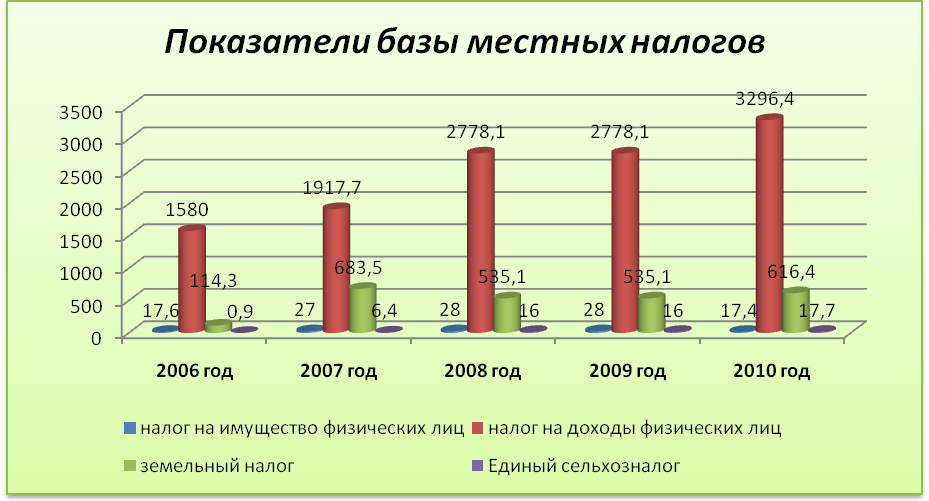 Показатели базы местных налогов
3500
3000
2500
2000
1500
1000
500
0
17,6 1580 114,3 0,9
27 1917,7 683,5 6,4
28 2778,1 535,1 16
28 2778,1 535,1 16
17,4 3296,4 616,4 17,7
2006 год 2007 год 2008 год 2009 год 2010 год
налог на имущество физических лиц налог на доходы физических лиц
земельный налог Единый сельхозналог